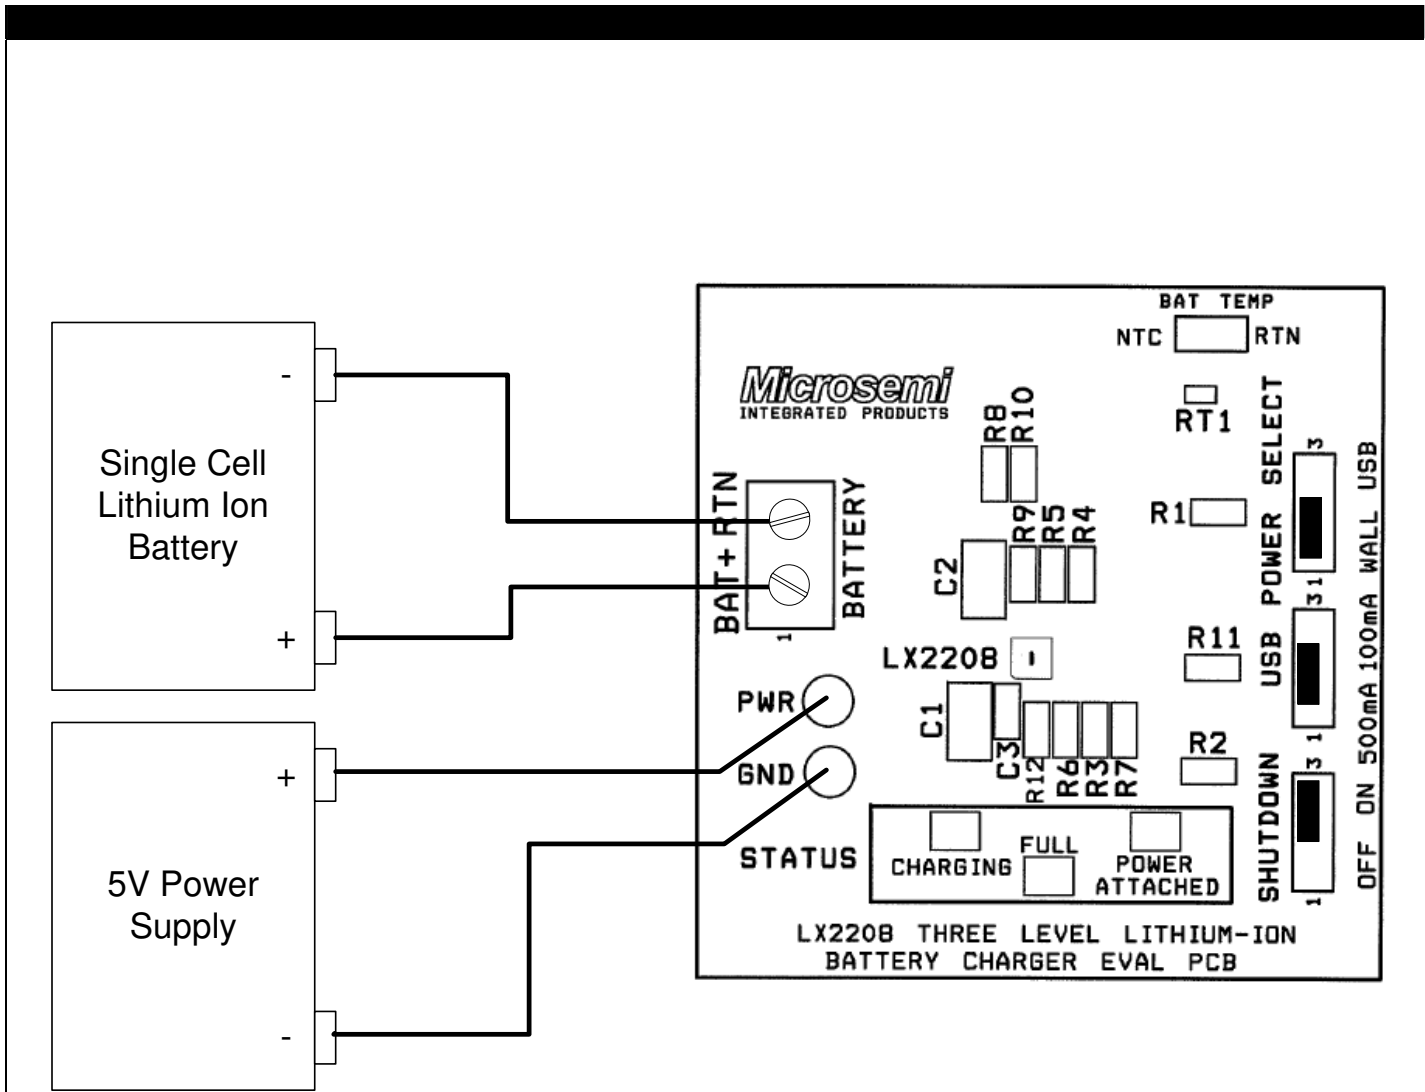 BAT TEMP
NTC
RTN
Microsemi
INTEGRATED PRODUCTS
RT1
R8
R10
POWER SELECT
3
1
WALL USB
-
Single Cell
Lithium Ion
Battery
+
BAT+ RTN
BATTERY
1
R9
R5
R4
C2
R1
LX2208
R11
USB
3
1
500mA 100mA
PWR
GND
C1
C3
R12
R6
R3
R7
R2
SHUTDOWN
3
1
OFF ON
+
5V Power
Supply
-
STATUS
CHARGING
FULL
POWER
ATTACHED
LX2208 THREE LEVEL LITHIUM-ION
BATTERY CHARGER EVAL PCB